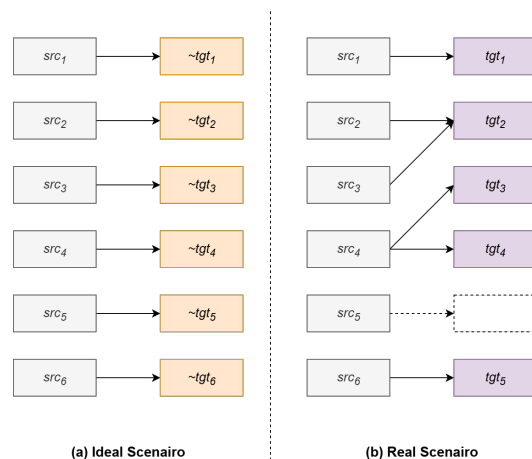 src1 ~tgt1 src1 tgt1
src2 ~tgt2 src2 tgt2
src3 ~tgt3 src3 tgt3
src4 ~tgt4 src4 tgt4
src5 ~tgt5 src5
src6 ~tgt6 src6 tgt5
(a) Ideal Scenairo (b) Real Scenairo